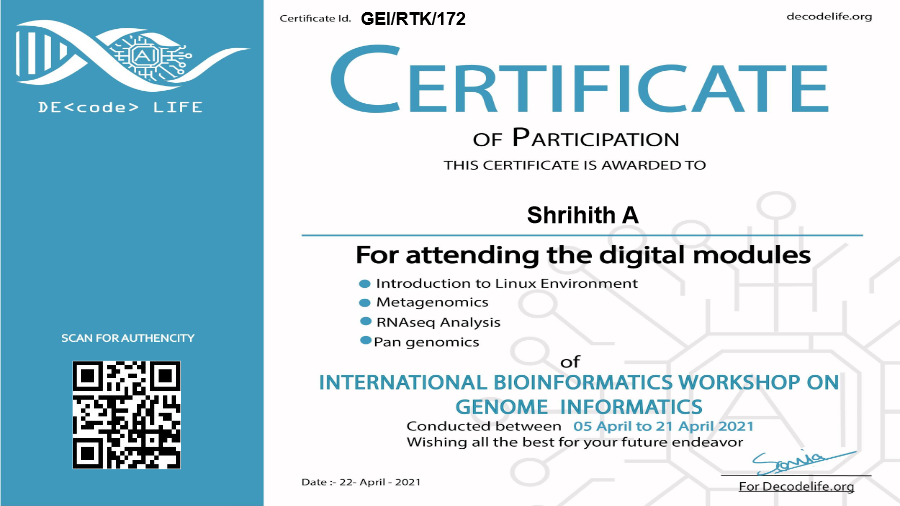 Certificate Id. GEI/RTK/172
decodelife.org
AI
DE<code> LIFE
CERTIFICATE
OF PARTICIPATION
THIS CERTIFICATE IS AWARDED TO
Shrihith A
For attending the digital modules
Introduction to Linux Environment
Metagenomics
RNAseq Analysis
Pan genomics
of
INTERNATIONAL BIOINFORMATICS WORKSHOP ON
GENOME INFORMATICS
Conducted between 05 April to 21 April 2021
Wishing all the best for your future endeavor
SCAN FOR AUTHENCITY
Sonia
Date :- 22- April - 2021
For Decodelife.org